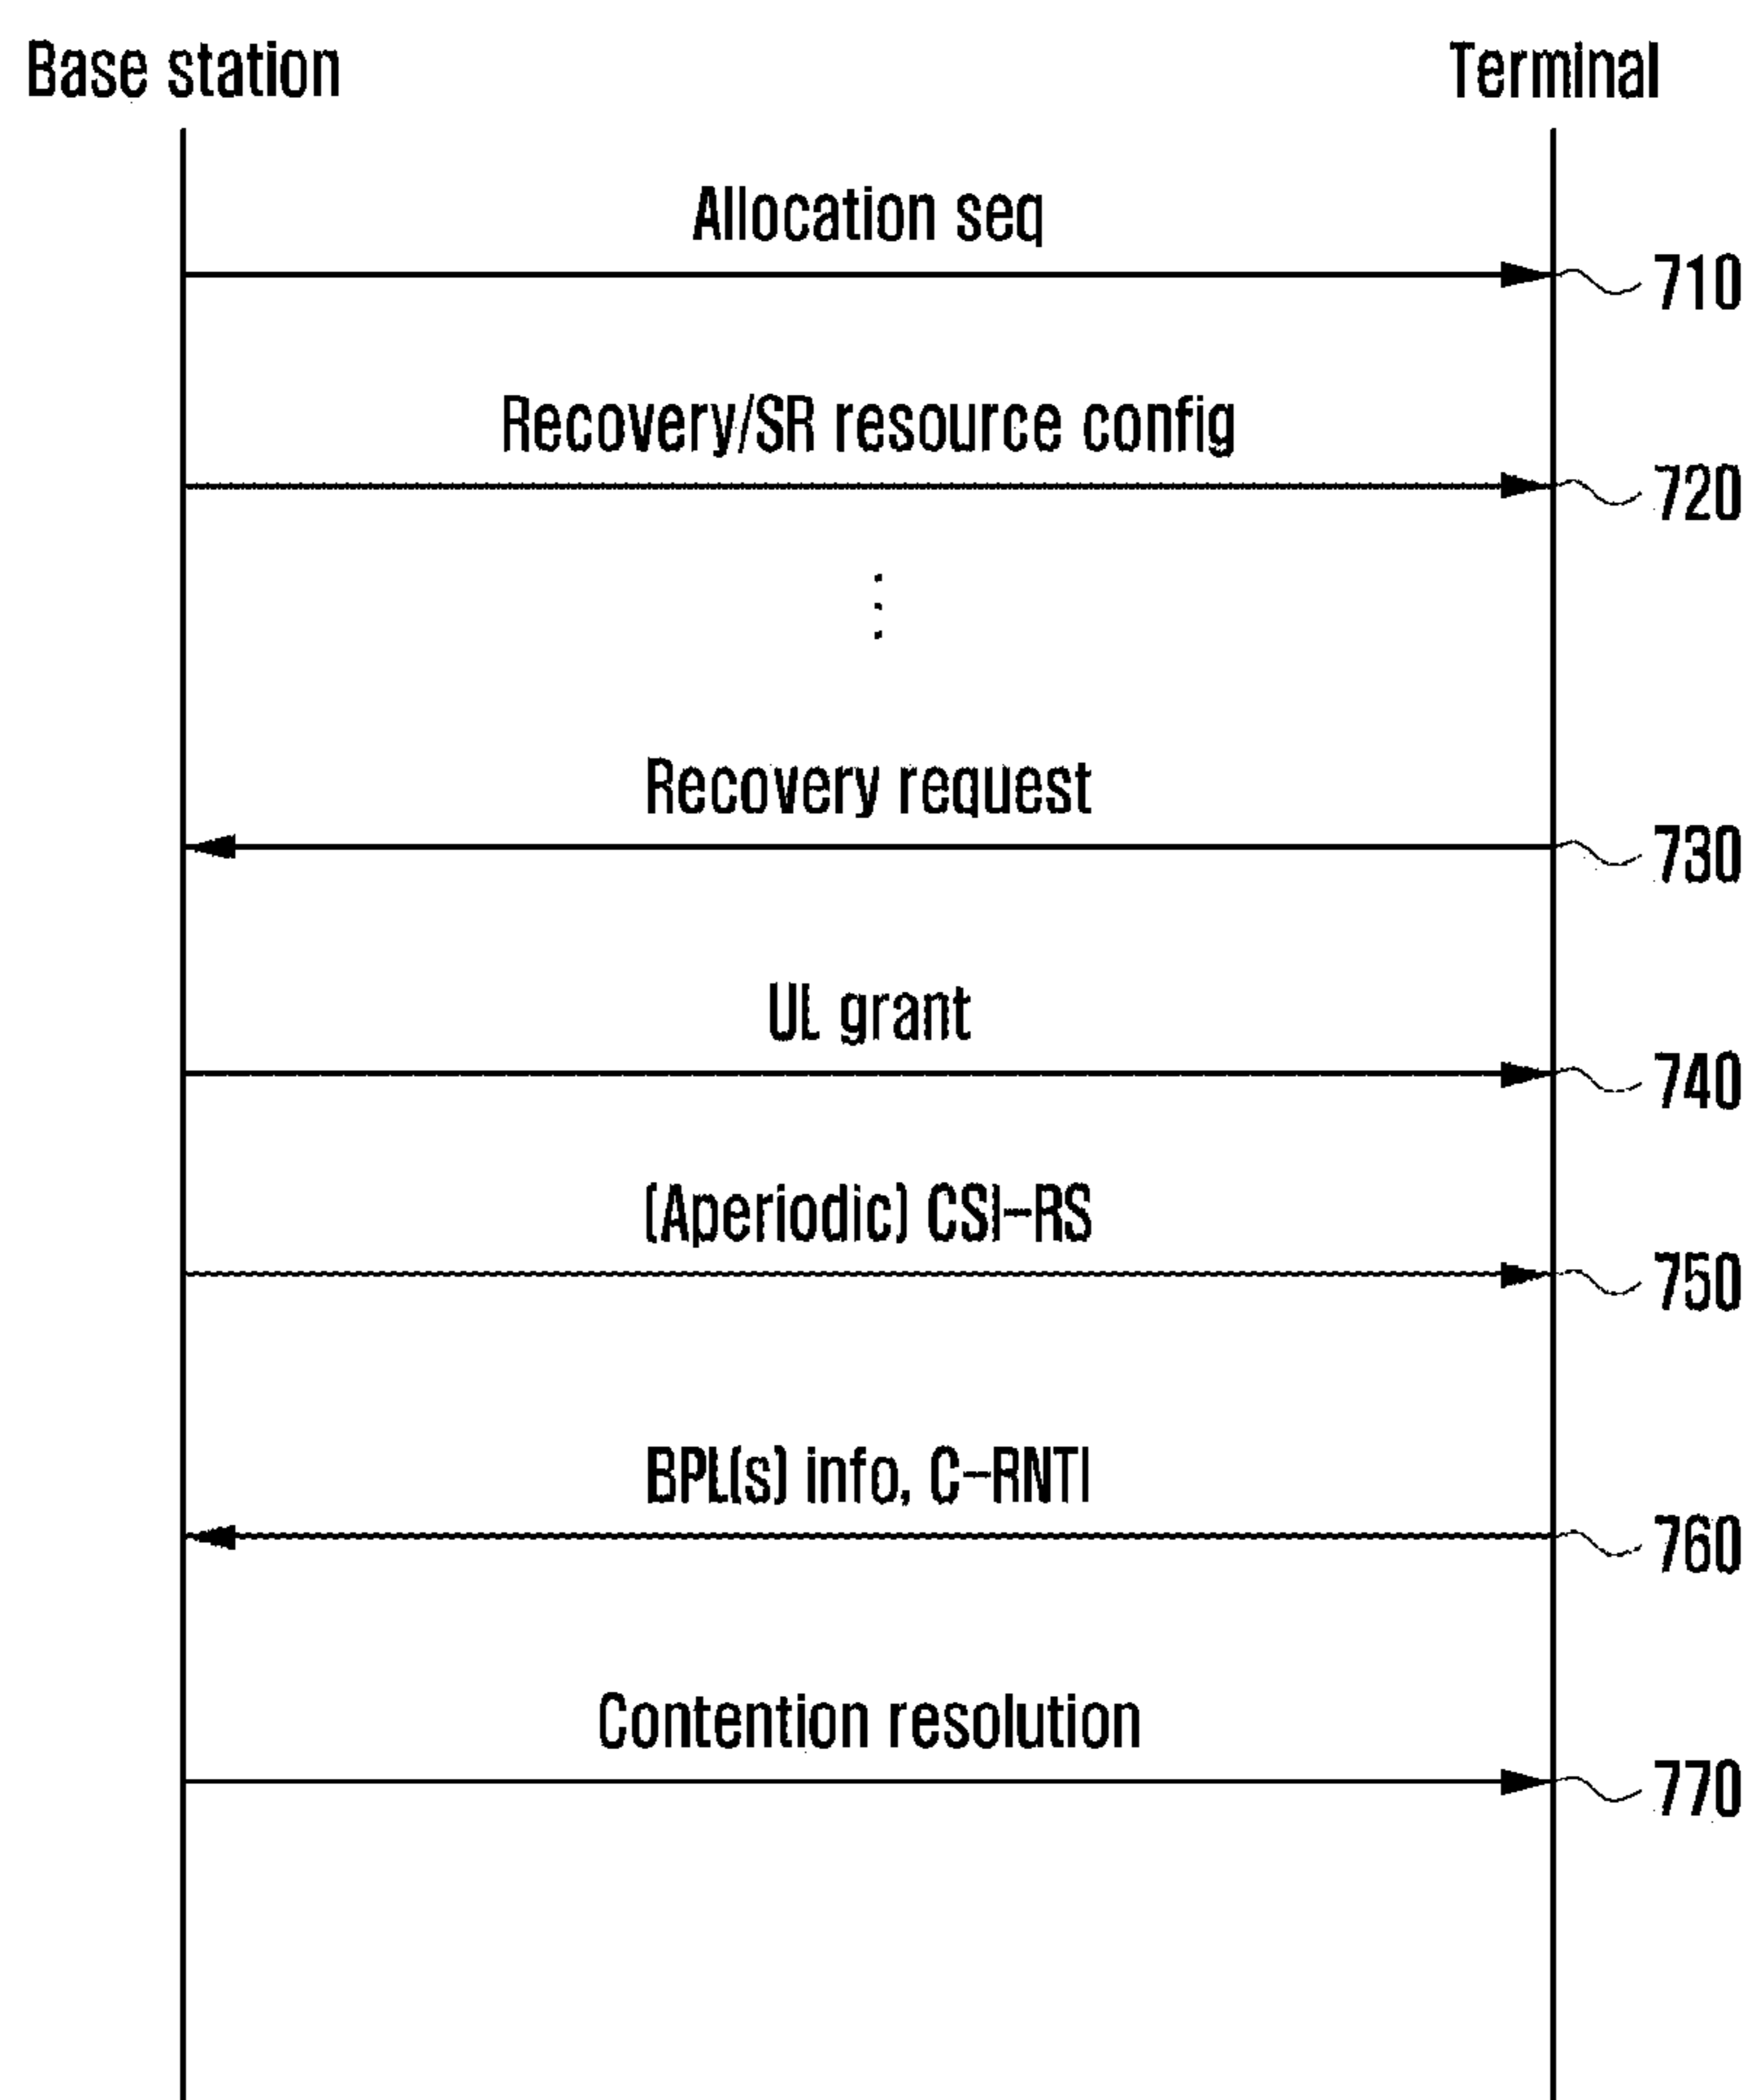 Base station Terminal
Allocation seq
710
Recovery/SR resource config
720
Recovery request
730
UL grant
740
(Aperiodic) CSI-RS
750
BPL(s) info, C-RNTI
760
Contention resolution
770